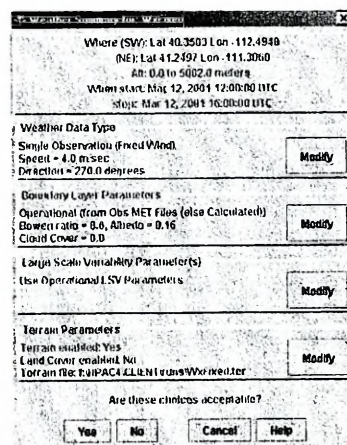 Weather Summary for: Wxfixed
Where (SW): Lat 40.3503 Lon -112.4948
(NE): Lat 41.2497 Lon -111.3060
Alt: 0.0 to 5002.0 meters
When start: Mar 12, 2001 12:00:00 UTC
stop: Mar 12, 2001 16:00:00 UTC
Weather Data Type
Single Observation (Fixed Wind)
Speed = 4.0 m/sec
Direction = 270.0 degrees
Modify
Boundary Layer Parameters
Operational (from Obs MET Files (else Calculated))
Bowen ratio = 0.6, Albedo = 0.16
Cloud Cover = 0.0
Modify
Large Scale Variability Parameter(s)
Use Operational LSV Parameters
Modify
Terrain Parameters
Terrain enabled: Yes
Land Cover enabled: No
Terrain file:
Modify
Are these choices acceptable?
Yes No Cancel Help